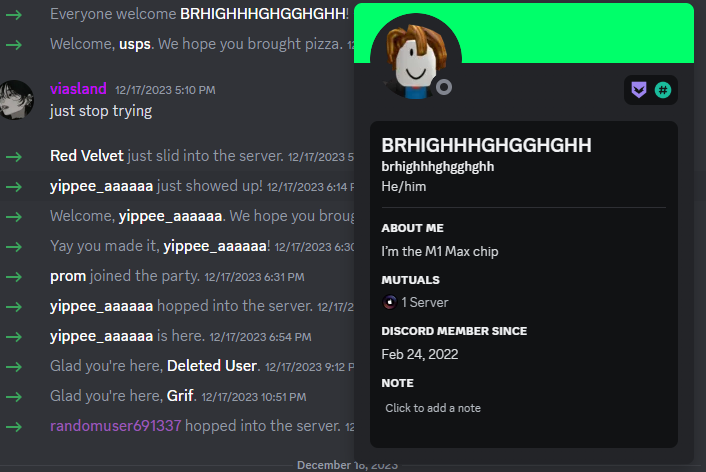 Everyone welcome BRHIGHHHGHGGHGHH!
Welcome, usps. We hope you brought pizza. 12
viasland 12/17/2023 5:10 PM
just stop trying
Red Velvet just slid into the server. 12/17/2023 5
yippee_aaaaaa just showed up! 12/17/2023 6:14 P
Welcome, yippee_aaaaaa. We hope you broug
Yay you made it, yippee_aaaaaa! 12/17/2023 6:30
prom joined the party. 12/17/2023 6:31 PM
yippee_aaaaaa hopped into the server. 12/17/2
yippee_aaaaaa is here. 12/17/2023 6:54 PM
Glad you're here, Deleted User. 12/17/2023 9:12 P
Glad you're here, Grif. 12/17/2023 10:51 PM
randomuser691337 hopped into the server. 12/17/2
December 18, 2023
#
BRHIGHHHGHGGHGHH
brhighhhghgghghh
He/him
ABOUT ME
I'm the M1 Max chip
MUTUALS
1 Server
DISCORD MEMBER SINCE
Feb 24, 2022
NOTE
Click to add a note